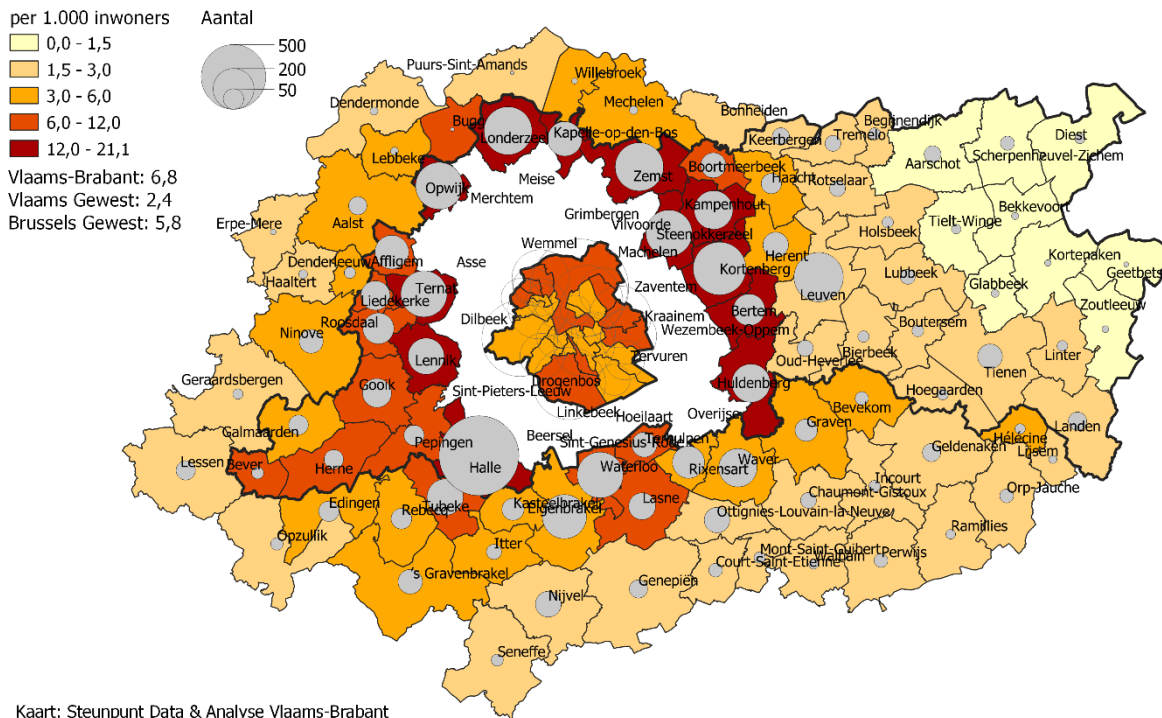 per 1.000 inwoners
0,0 - 1,5
1,5 - 3,0
3,0 - 6,0
6,0 - 12,0
12,0 - 21,1
Vlaams-Brabant: 6,8
Vlaams Gewest: 2,4
Brussels Gewest: 5,8
Aantal
500
200
50
Puurs-Sint-Amands
Willebroek
Dendermonde
Mechelen
Bonheiden
Bugg
Londerzeel
Kapelle-op-den-Bos
Keerbergen
Tremelo
Begijnendijk
Lebbeke
Aarschot
Scherpenheuvel-Zichem
Diest
Opwijk
Merchtem
Meise
Zemst
Boortmeerbeek
Haacht
Rotselaar
Erpe-Mere
Aalst
Grimbergen
Vilvoorde
Kampenhout
Steenokkerzeel
Holsbeek
Tielt-Winge
Bekkevoort
Denderleeuw
Affligem
Asse
Wemmel
Machelen
Herent
Haaltert
Liedekerke
Ternat
Zaventem
Kortenberg
Leuven
Lubbeek
Glabbeek
Kortenaken
Geetbets
Zoutleeuw
Ninove
Roosdaal
Dilbeek
Kraainem
Wezembeek-Oppem
Bertem
Boutersem
Lennik
Tervuren
Oud-Heverlee
Bierbeek
Tienen
Linter
Geraardsbergen
Gooik
Sint-Pieters-Leeuw
Drogenbos
Linkebeek
Hoeilaart
Overijse
Huldenberg
Hoegaarden
Galmaarden
Pepingen
Beersel
Sint-Genesius-Rode
Terhulpen
Graven
Bevekom
Landen
Lessen
Bever
Herne
Halle
Waterloo
Rixensart
Waver
Geldenaken
Hélécine
Lijsem
Edingen
Rebecq
Tubeke
Kasteelbrakel
Eigenbrakel
Lasne
Ottignies-Louvain-la-Neuve
Chaumont-Gistoux
Incourt
Orp-Jauche
Opzullik
Itter
Ramillies
's Gravenbrakel
Nijvel
Genepiën
Court-Saint-Etienne
Mont-Saint-Guibert
Walhain
Perwijs
Seneffe
Kaart: Steunpunt Data & Analyse Vlaams-Brabant